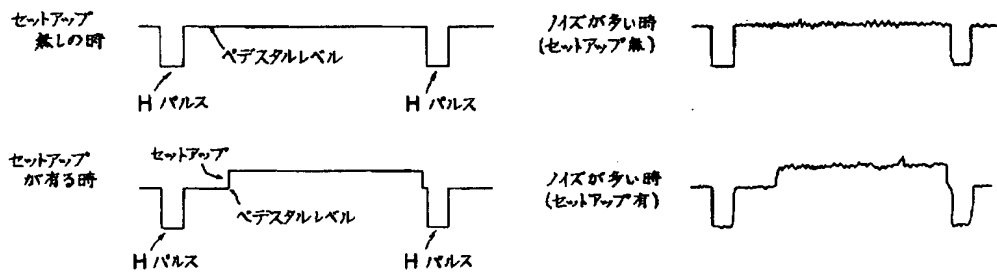 セットアップ
無しの時
ペデスタルレベル
H パルス
H パルス
ノイズが多い時
(セットアップ無)
セットアップ
が有る時
セットアップ
ペデスタルレベル
H パルス
H パルス
ノイズが多い時
(セットアップ有)